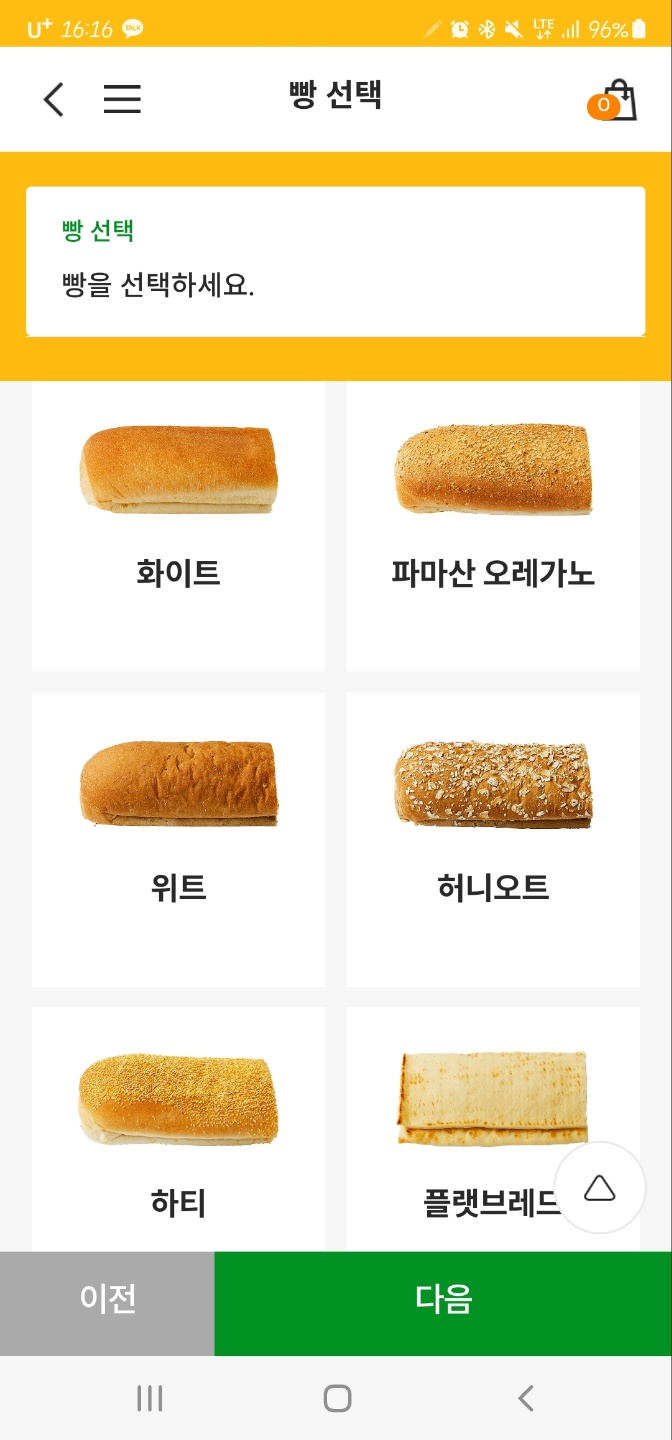 U+ 16:16 TALK LTE 96%
빵 선택
0
빵 선택
빵을 선택하세요.
화이트 파마산 오레가노
위트 허니오트
하티 플랫브레드
이전 다음